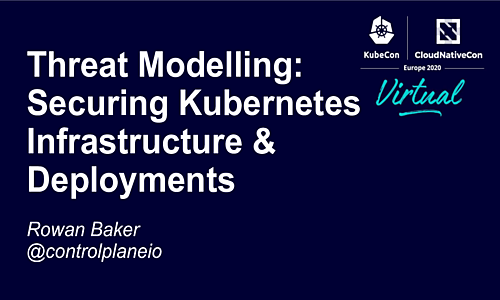 KubeCon
CloudNativeCon
Europe 2020
Virtual
Threat Modelling:
Securing Kubernetes
Infrastructure &
Deployments
Rowan Baker
@controlplaneio